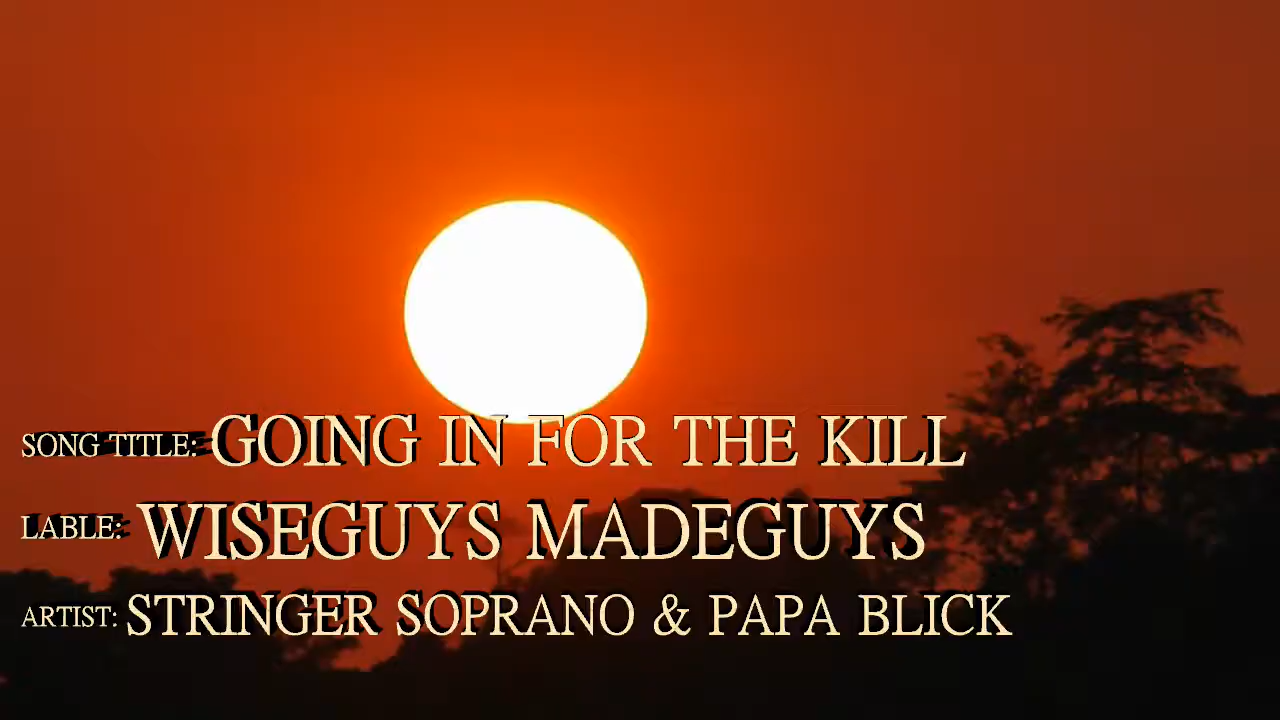 SONG TITLE: GOING IN FOR THE KILL
LABLE: WISEGUYS MADEGUYS
ARTIST: STRINGER SOPRANO & PAPA BLICK